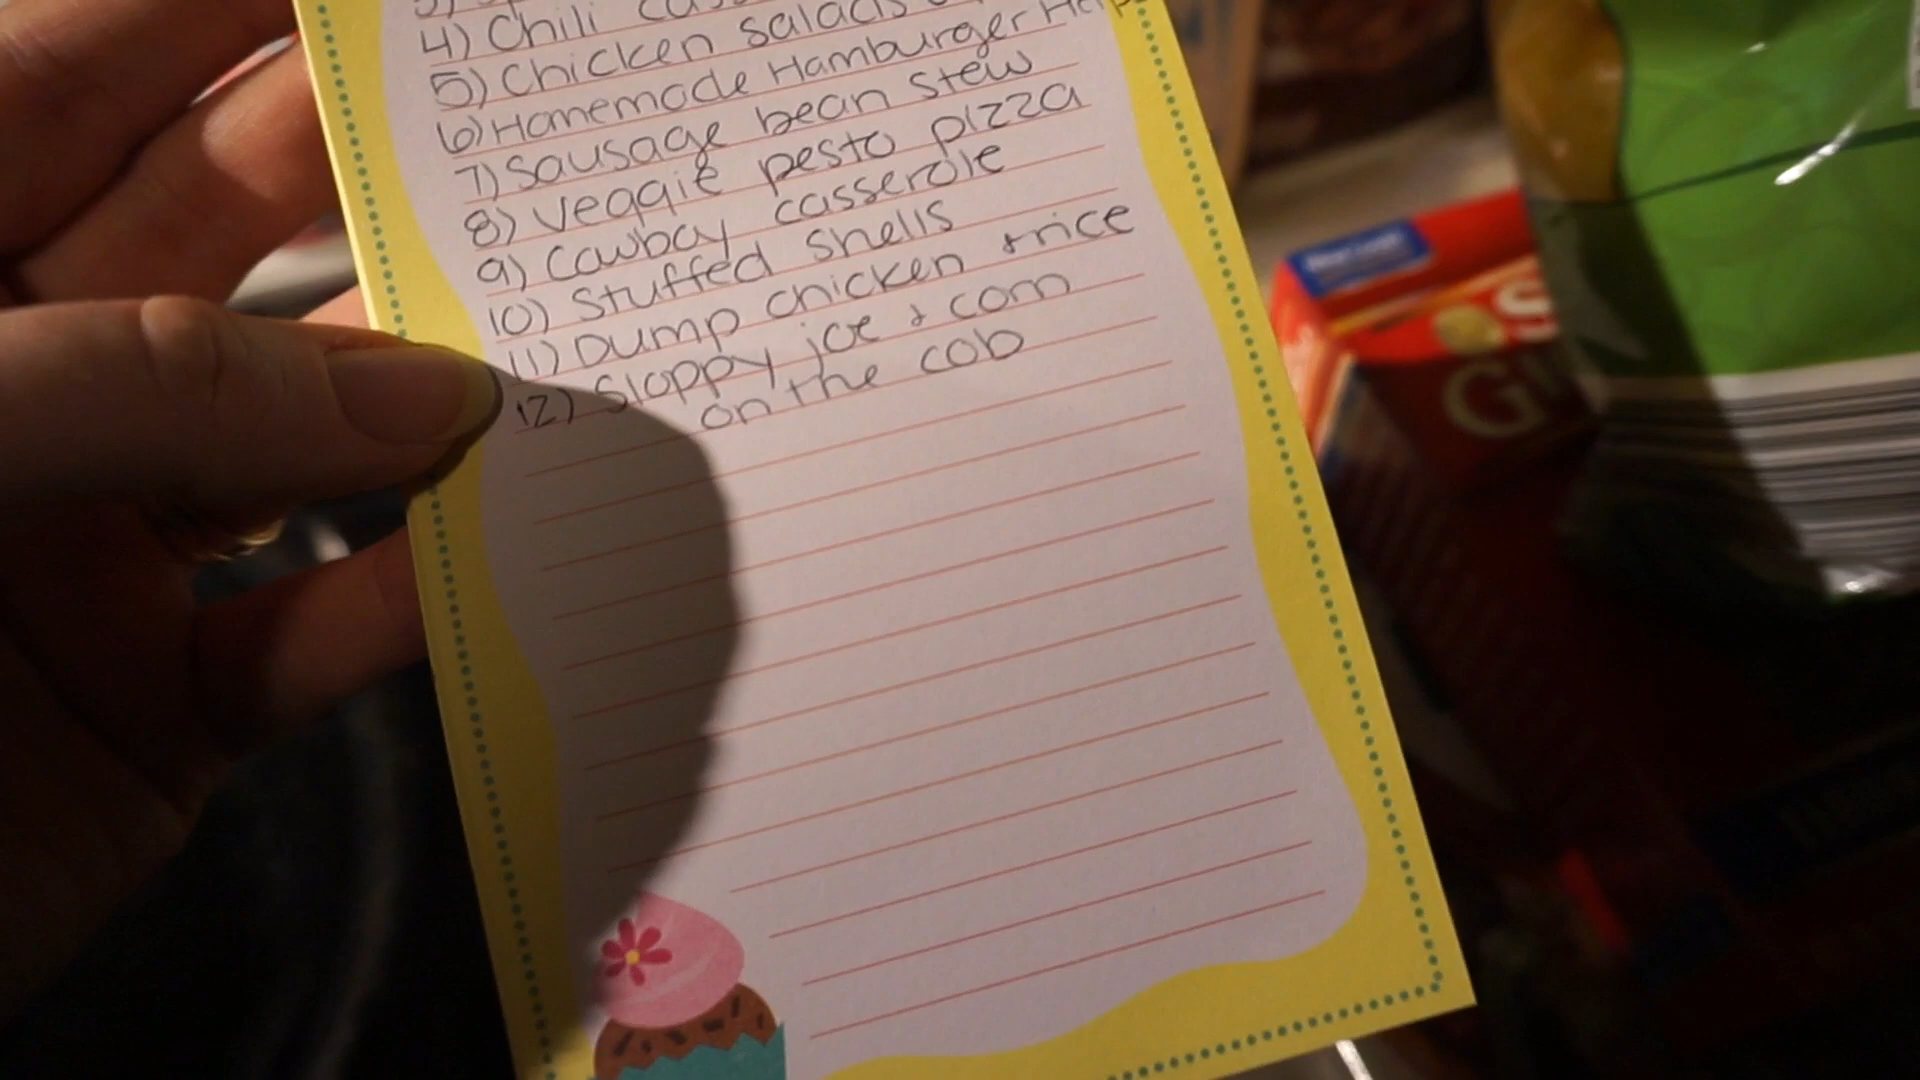 4) Chili
5) Chicken salads
6) Homemade Hamburger Help
7) Sausage bean stew
8) Veggie pesto pizza
9) Cowboy casserole
10) Stuffed shells
11) Dump chicken + rice
12) Sloppy joe + corn
on the cob